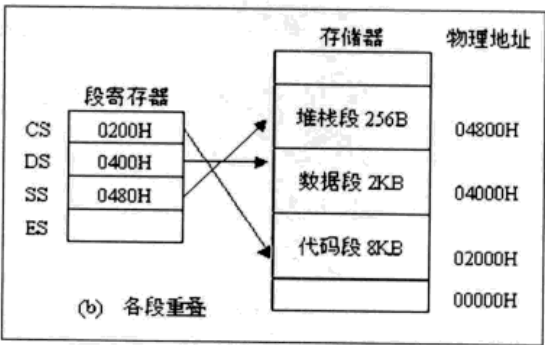 存储器 物理地址
段寄存器
CS 0200H 堆栈段 256B 04800H
DS 0400H
SS 0480H 数据段 2KB 04000H
ES
代码段 8KB 02000H
(b) 各段重叠 00000H